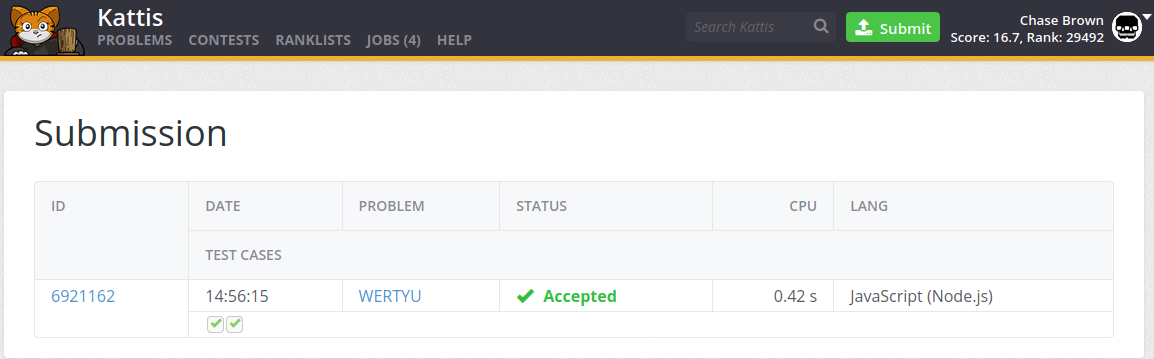 Kattis
PROBLEMS CONTESTS RANKLISTS JOBS (4) HELP
Search Kattis
Submit
Chase Brown
Score: 16.7, Rank: 29492
Submission
ID DATE PROBLEM STATUS CPU LANG
TEST CASES
6921162 14:56:15 WERTYU Accepted 0.42 s JavaScript (Node.js)